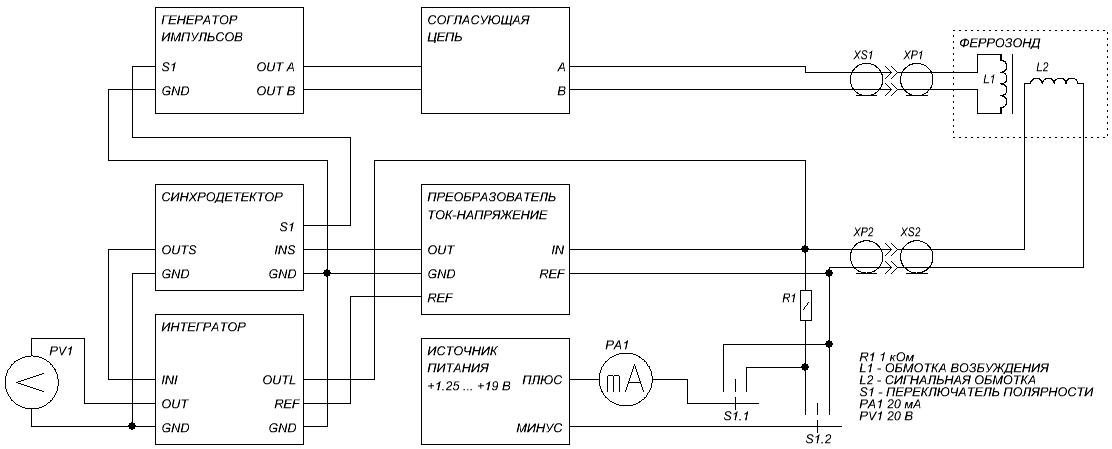 ГЕНЕРАТОР
ИМПУЛЬСОВ
S1 OUT A
GND OUT B
СОГЛАСУЮЩАЯ
ЦЕПЬ
A
B
XS1 XP1
ФЕРРОЗОНД
L1
L2
СИНХРОДЕТЕКТОР
S1
OUTS INS
GND GND
ПРЕОБРАЗОВАТЕЛЬ
ТОК-НАПРЯЖЕНИЕ
OUT IN
GND REF
REF
XP2 XS2
R1
PV1
ИНТЕГРАТОР
INI OUTL
OUT REF
GND GND
ИСТОЧНИК
ПИТАНИЯ
+1.25 ... +19 В
ПЛЮС
МИНУС
PA1
mA
S1.1
S1.2
V
R1 1 кОм
L1 - ОБМОТКА ВОЗБУЖДЕНИЯ
L2 - СИГНАЛЬНАЯ ОБМОТКА
S1 - ПЕРЕКЛЮЧАТЕЛЬ ПОЛЯРНОСТИ
PA1 20 мА
PV1 20 В